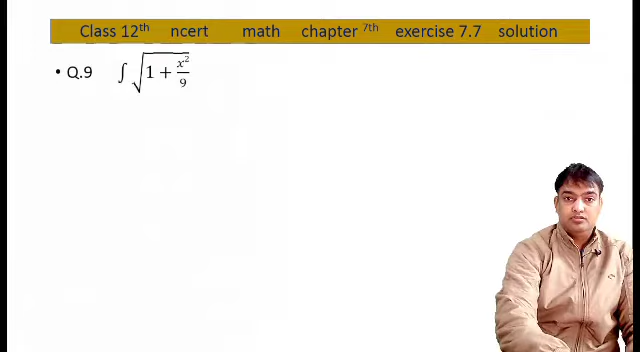 Class 12th ncert math chapter 7th exercise 7.7 solution
• Q.9 ∫ √(1 + x²/9)